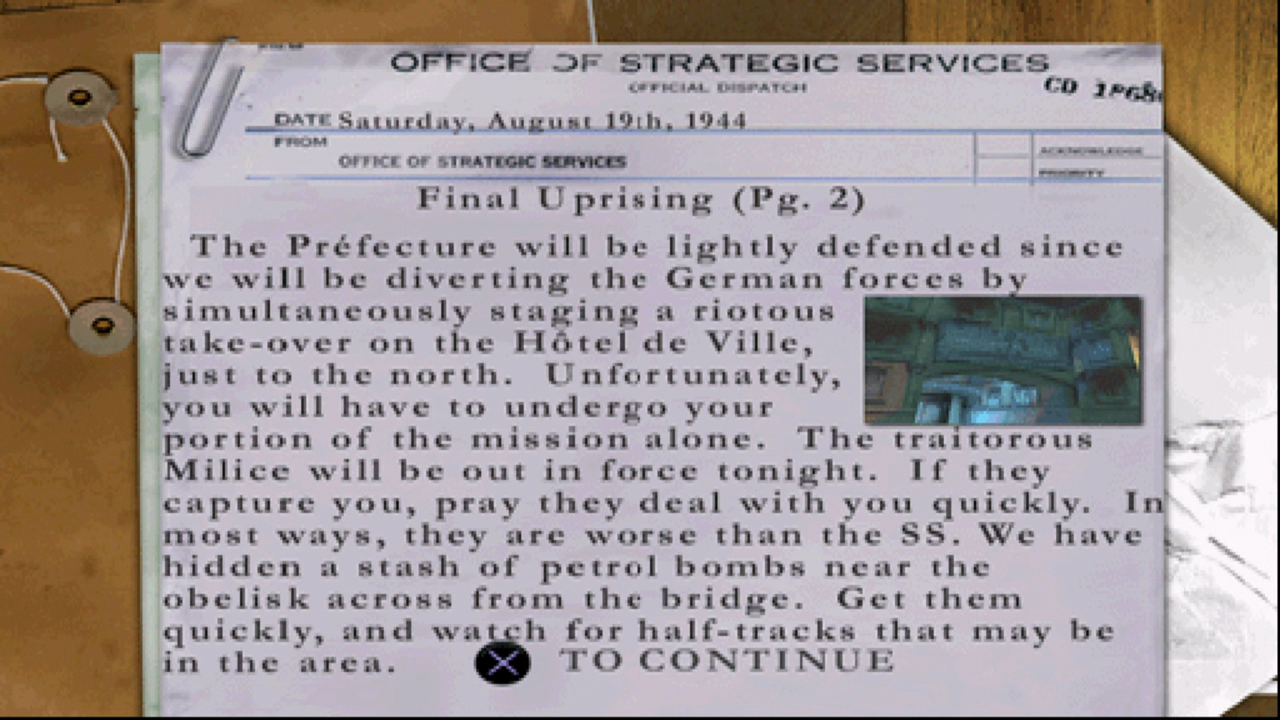 OFFICE OF STRATEGIC SERVICES
OFFICIAL DISPATCH
CD
DATE Saturday, August 19th, 1944
FROM
OFFICE OF STRATEGIC SERVICES
ACKNOWLEDGE
PRIORITY
Final Uprising (Pg. 2)
The Préfecture will be lightly defended since
we will be diverting the German forces by
simultaneously staging a riotous
take-over on the Hôtel de Ville,
just to the north. Unfortunately,
you will have to undergo your
portion of the mission alone. The traitorous
Milice will be out in force tonight. If they
capture you, pray they deal with you quickly. In
most ways, they are worse than the SS. We have
hidden a stash of petrol bombs near the
obelisk across from the bridge. Get them
quickly, and watch for half-tracks that may be
in the area.
TO CONTINUE